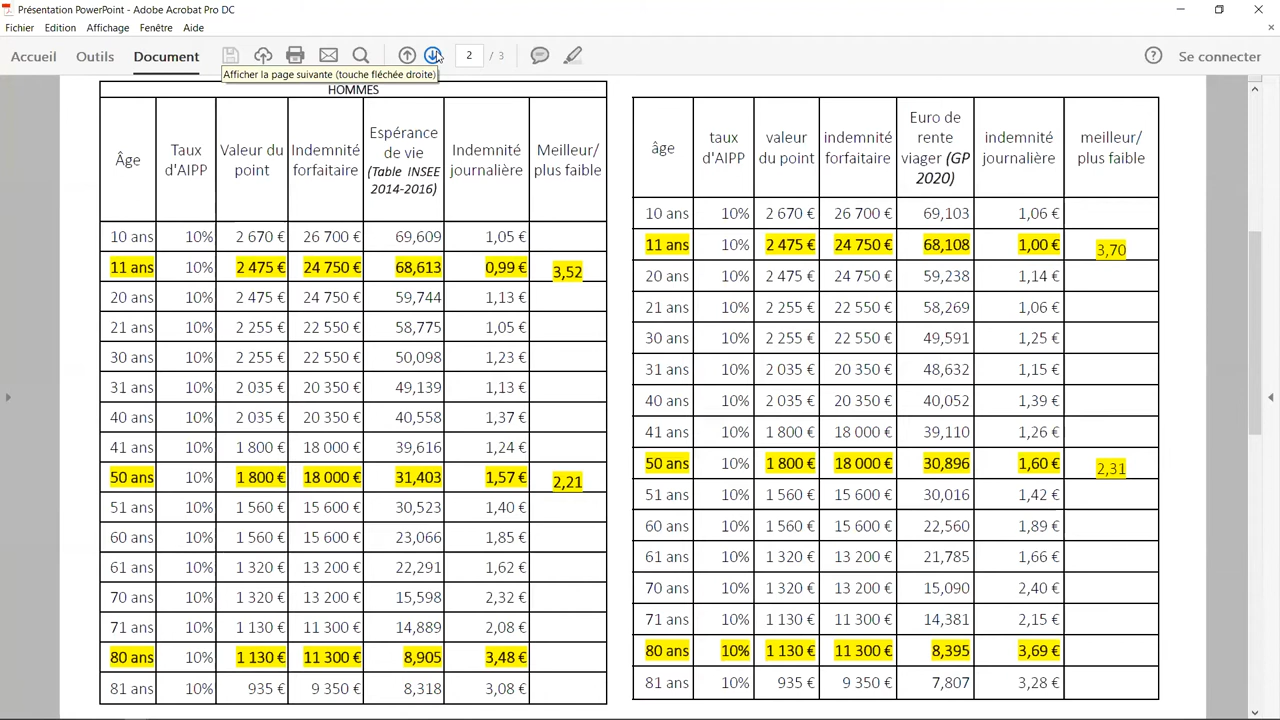 Présentation PowerPoint - Adobe Acrobat Pro DC
Fichier Edition Affichage Fenêtre Aide
Accueil Outils Document 2 / 3 Se connecter
Afficher la page suivante (touche fléchée droite)
HOMMES
Âge Taux d'AIPP Valeur du point Indemnité forfaitaire Espérance de vie (Table INSEE 2014-2016) Indemnité journalière Meilleur/ plus faible
10 ans 10% 2 670 € 26 700 € 69,609 1,05 €
11 ans 10% 2 475 € 24 750 € 68,613 0,99 € 3,52
20 ans 10% 2 475 € 24 750 € 59,744 1,13 €
21 ans 10% 2 255 € 22 550 € 58,775 1,05 €
30 ans 10% 2 255 € 22 550 € 50,098 1,23 €
31 ans 10% 2 035 € 20 350 € 49,139 1,13 €
40 ans 10% 2 035 € 20 350 € 40,558 1,37 €
41 ans 10% 1 800 € 18 000 € 39,616 1,24 €
50 ans 10% 1 800 € 18 000 € 31,403 1,57 € 2,21
51 ans 10% 1 560 € 15 600 € 30,523 1,40 €
60 ans 10% 1 560 € 15 600 € 23,066 1,85 €
61 ans 10% 1 320 € 13 200 € 22,291 1,62 €
70 ans 10% 1 320 € 13 200 € 15,598 2,32 €
71 ans 10% 1 130 € 11 300 € 14,889 2,08 €
80 ans 10% 1 130 € 11 300 € 8,905 3,48 €
81 ans 10% 935 € 9 350 € 8,318 3,08 €
âge taux d'AIPP valeur du point indemnité forfaitaire Euro de rente viager (GP 2020) indemnité journalière meilleur/ plus faible
10 ans 10% 2 670 € 26 700 € 69,103 1,06 €
11 ans 10% 2 475 € 24 750 € 68,108 1,00 € 3,70
20 ans 10% 2 475 € 24 750 € 59,238 1,14 €
21 ans 10% 2 255 € 22 550 € 58,269 1,06 €
30 ans 10% 2 255 € 22 550 € 49,591 1,25 €
31 ans 10% 2 035 € 20 350 € 48,632 1,15 €
40 ans 10% 2 035 € 20 350 € 40,052 1,39 €
41 ans 10% 1 800 € 18 000 € 39,110 1,26 €
50 ans 10% 1 800 € 18 000 € 30,896 1,60 € 2,31
51 ans 10% 1 560 € 15 600 € 30,016 1,42 €
60 ans 10% 1 560 € 15 600 € 22,560 1,89 €
61 ans 10% 1 320 € 13 200 € 21,785 1,66 €
70 ans 10% 1 320 € 13 200 € 15,090 2,40 €
71 ans 10% 1 130 € 11 300 € 14,381 2,15 €
80 ans 10% 1 130 € 11 300 € 8,395 3,69 €
81 ans 10% 935 € 9 350 € 7,807 3,28 €